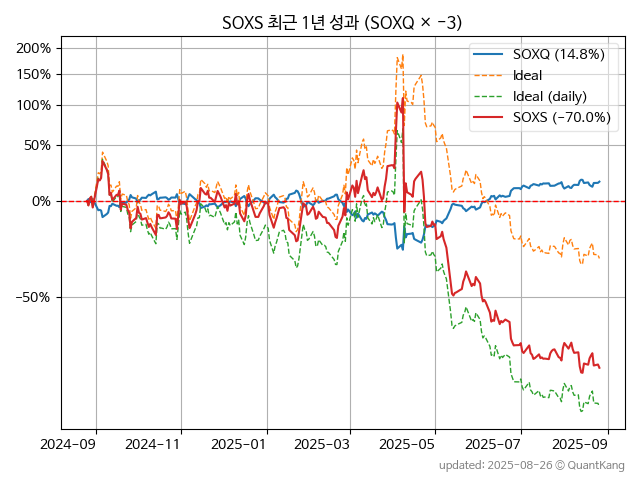 SOXS 최근 1년 성과 (SOXQ × −3)
200%
150%
100%
50%
0%
−50%
SOXQ (14.8%)
Ideal
Ideal (daily)
SOXS (−70.0%)
2024−09
2024−11
2025−01
2025−03
2025−05
2025−07
2025−09
updated: 2025-08-26 © QuantKang